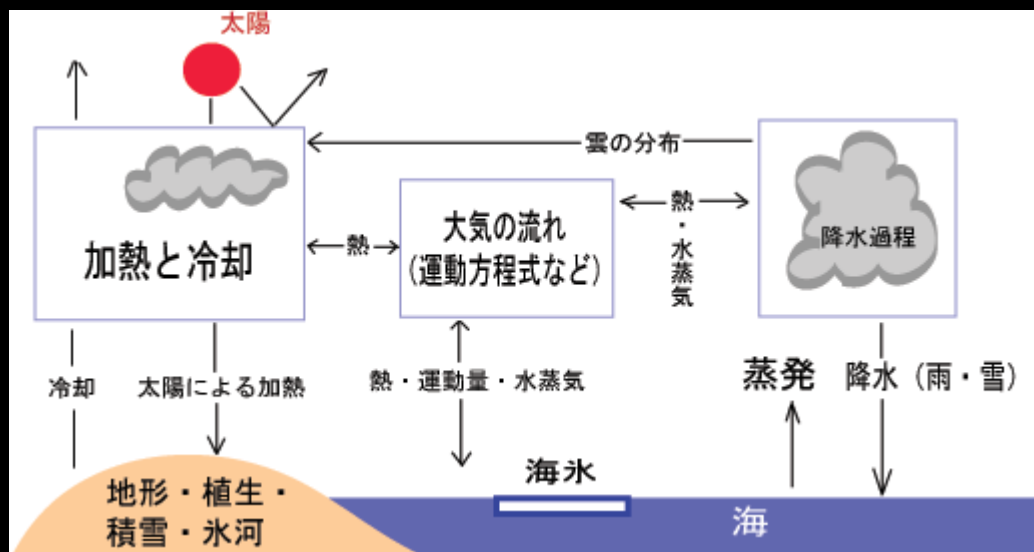 太陽
雲の分布
加熱と冷却
熱
大気の流れ
(運動方程式など)
熱・水蒸気
降水過程
冷却
太陽による加熱
熱・運動量・水蒸気
蒸発
降水（雨・雪）
海氷
地形・植生・
積雪・氷河
海